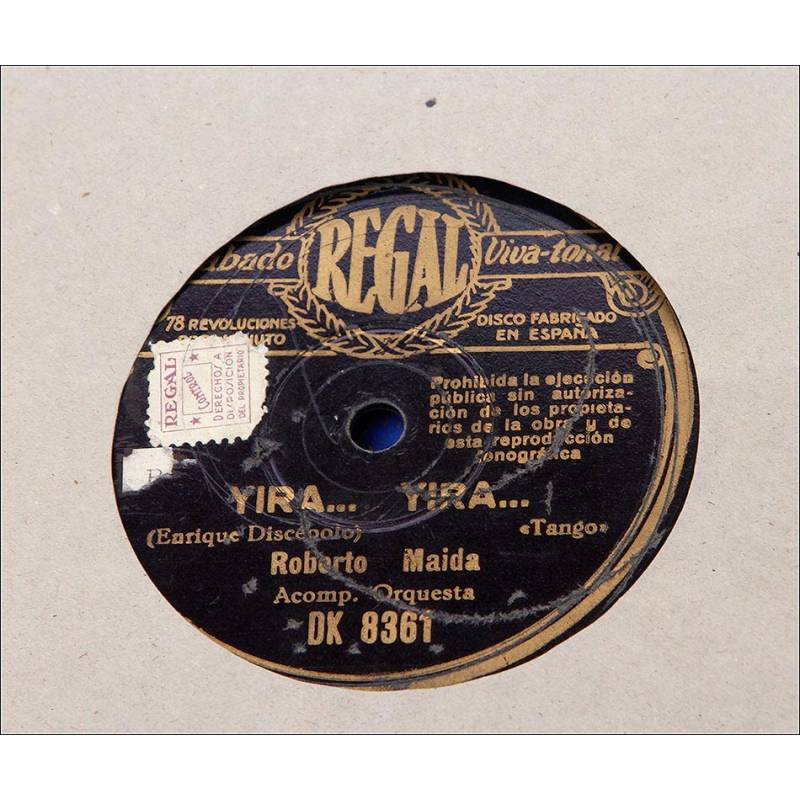 REGAL
Viva-tonal
78 REVOLUCIONES
DISCO FABRICADO
EN ESPAÑA
REGAL
Control
DERECHOS A
DISPOSICIÓN
DEL PROPIETARIO
Prohibida la ejecución
pública sin autoriza-
ción de los propieta-
rios de la obra y de
esta reproducción
fonográfica
YIRA... YIRA...
(Enrique Discépolo) «Tango»
Roberto Maida
Acomp. Orquesta
DK 8361